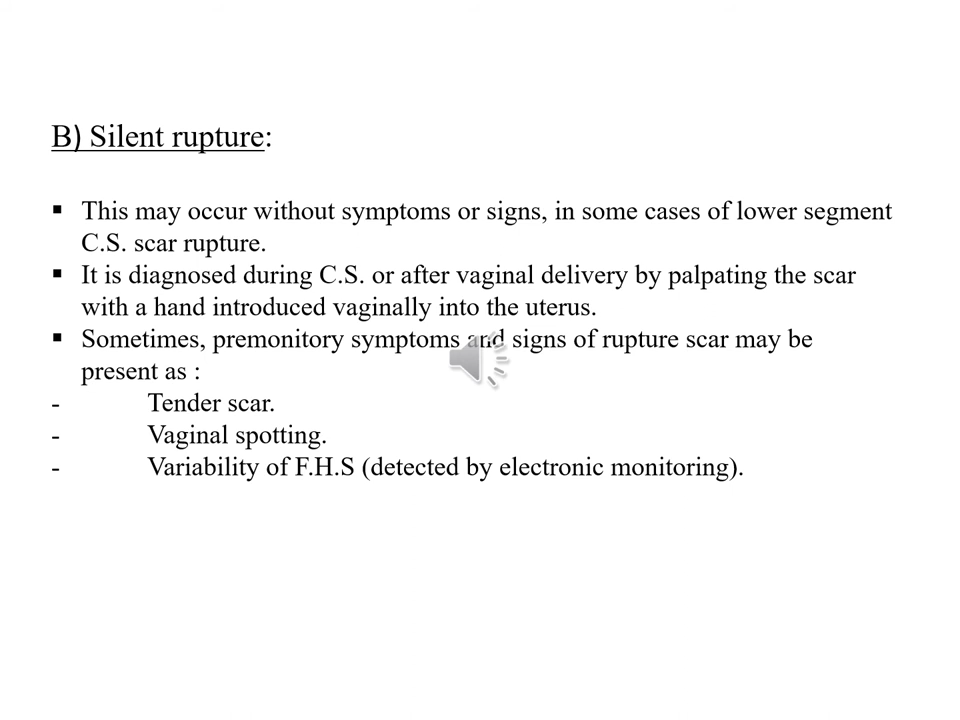 B) Silent rupture:
▪ This may occur without symptoms or signs, in some cases of lower segment
C.S. scar rupture.
▪ It is diagnosed during C.S. or after vaginal delivery by palpating the scar
with a hand introduced vaginally into the uterus.
▪ Sometimes, premonitory symptoms and signs of rupture scar may be
present as :
- Tender scar.
- Vaginal spotting.
- Variability of F.H.S (detected by electronic monitoring).